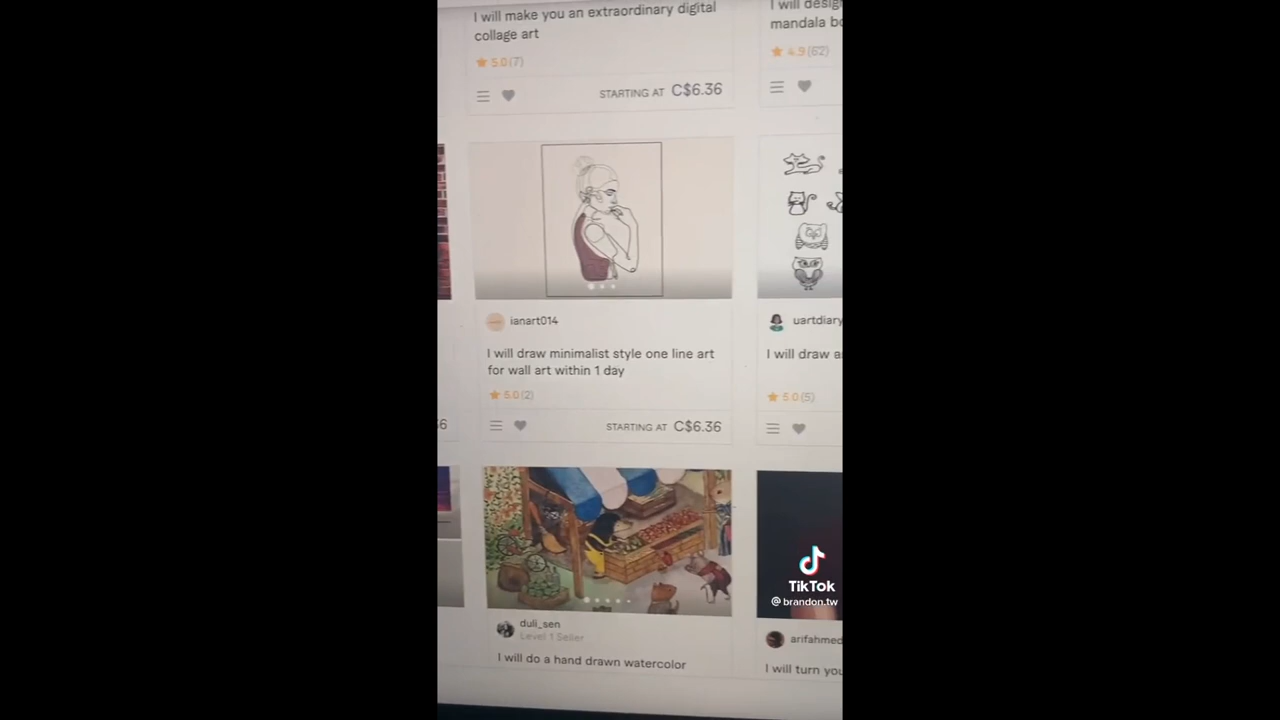 I will make you an extraordinary digital
collage art
★ 5.0 (7)
STARTING AT C$6.36
I will desig
mandala bo
★ 4.9 (62)
ianart014
I will draw minimalist style one line art
for wall art within 1 day
★ 5.0 (2)
STARTING AT C$6.36
uartdiary
I will draw a
★ 5.0 (5)
6
duli_sen
Level 1 Seller
I will do a hand drawn watercolor
arifahmed
I will turn you
TikTok
@brandon.tw